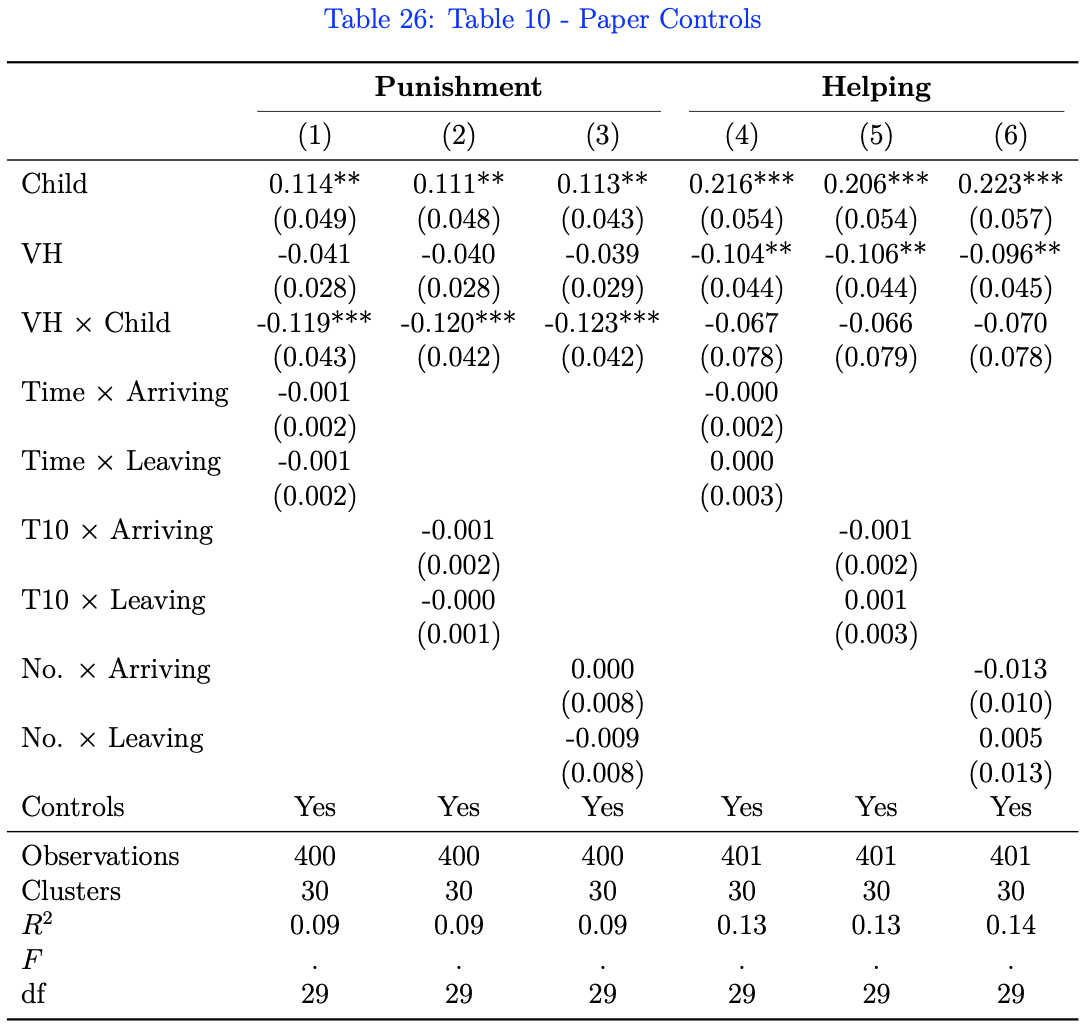 Table 26: Table 10 - Paper Controls
Punishment Helping
(1) (2) (3) (4) (5) (6)
Child 0.114** 0.111** 0.113** 0.216*** 0.206*** 0.223***
(0.049) (0.048) (0.043) (0.054) (0.054) (0.057)
VH -0.041 -0.040 -0.039 -0.104** -0.106** -0.096**
(0.028) (0.028) (0.029) (0.044) (0.044) (0.045)
VH × Child -0.119*** -0.120*** -0.123*** -0.067 -0.066 -0.070
(0.043) (0.042) (0.042) (0.078) (0.079) (0.078)
Time × Arriving -0.001 -0.000
(0.002) (0.002)
Time × Leaving -0.001 0.000
(0.002) (0.003)
T10 × Arriving -0.001 -0.001
(0.002) (0.002)
T10 × Leaving -0.000 0.001
(0.001) (0.003)
No. × Arriving 0.000 -0.013
(0.008) (0.010)
No. × Leaving -0.009 0.005
(0.008) (0.013)
Controls Yes Yes Yes Yes Yes Yes
Observations 400 400 400 401 401 401
Clusters 30 30 30 30 30 30
R² 0.09 0.09 0.09 0.13 0.13 0.14
F . . . . . .
df 29 29 29 29 29 29